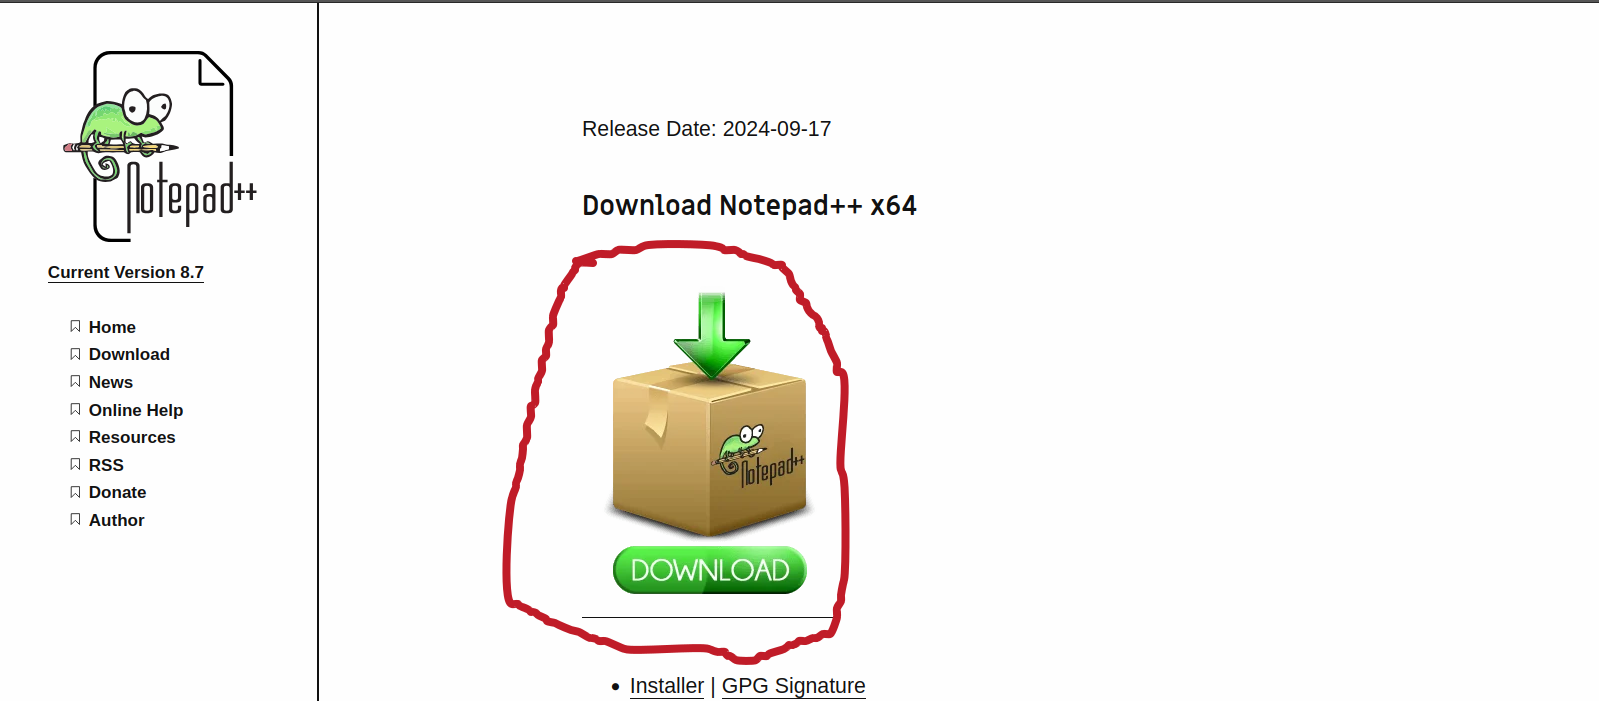 Notepad++
Current Version 8.7
Home
Download
News
Online Help
Resources
RSS
Donate
Author
Release Date: 2024-09-17
Download Notepad++ x64
Notepad++
DOWNLOAD
• Installer | GPG Signature